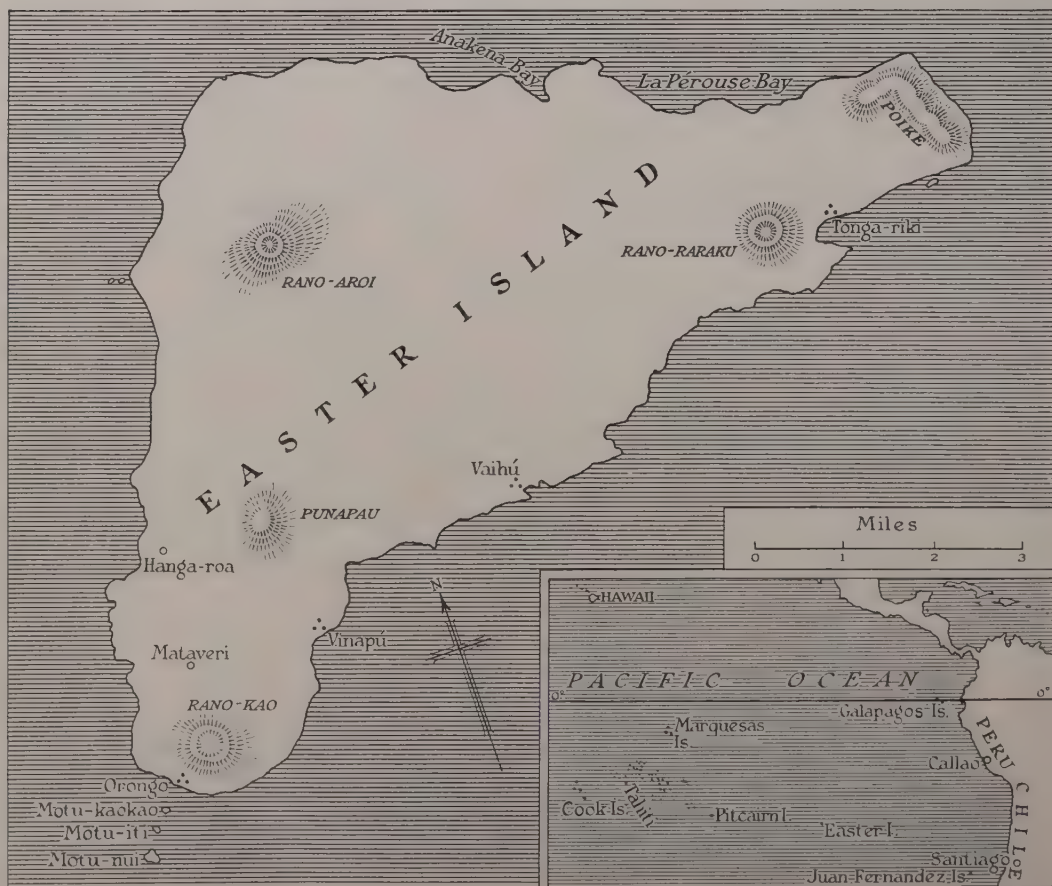 Anakena Bay
La-Pérouse-Bay
POIKE
EASTER ISLAND
RANO-AROI
RANO-RARAKU
Tonga-riki
Vaihú
PUNAPAU
Hanga-roa
Vinapú
Mataveri
RANO-KAO
Orongo
Motu-kaokao
Motu-iti
Motu-nui
N
Miles
0 1 2 3
HAWAII
PACIFIC OCEAN
0° 0°
Galapagos-Is.
Marquesas
Is.
PERU
Callao
CHILE
Cook-Is.
Tahiti
Pitcairn I.
Easter-I.
Santiago
Juan-Fernandez-Is.